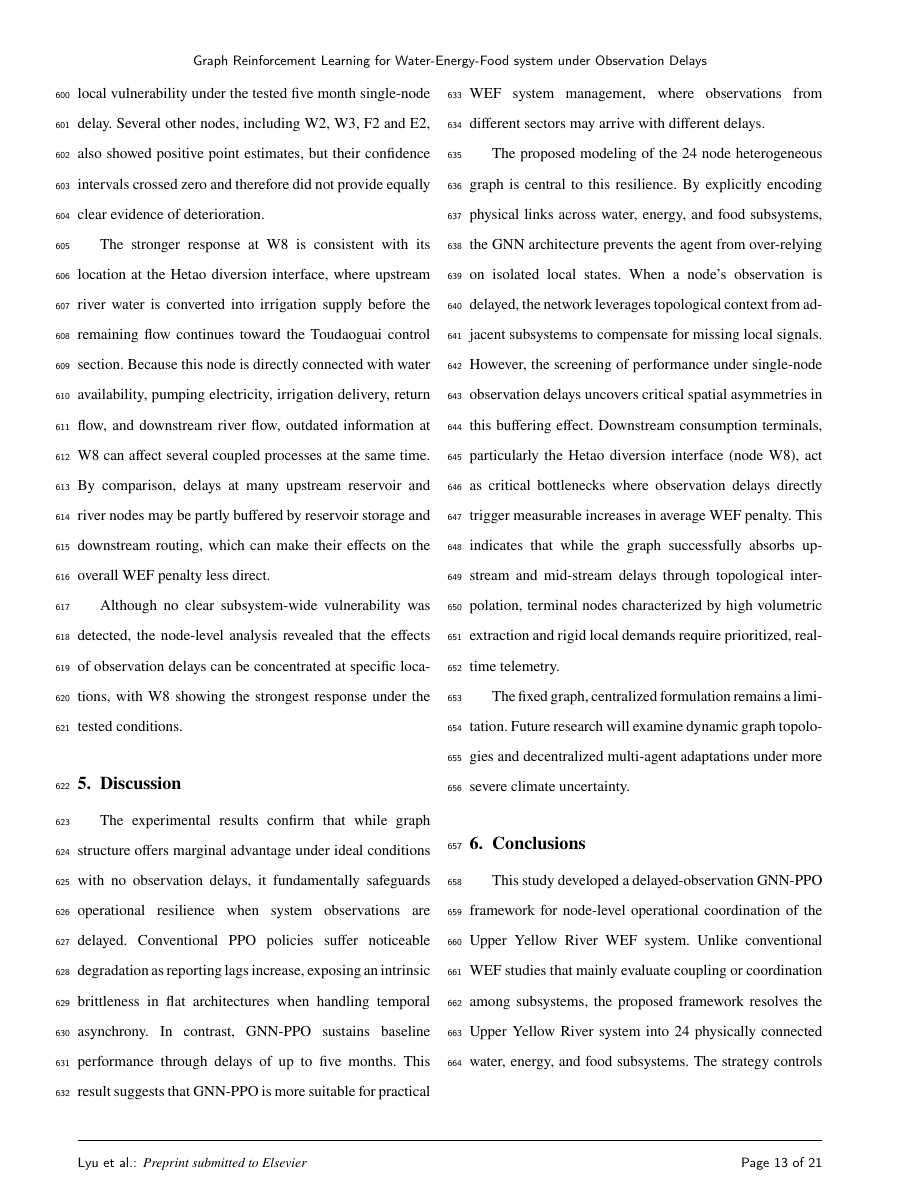 Graph Reinforcement Learning for Water-Energy-Food system under Observation Delays
600 local vulnerability under the tested five month single-node
601 delay. Several other nodes, including W2, W3, F2 and E2,
602 also showed positive point estimates, but their confidence
603 intervals crossed zero and therefore did not provide equally
604 clear evidence of deterioration.
605 The stronger response at W8 is consistent with its
606 location at the Hetao diversion interface, where upstream
607 river water is converted into irrigation supply before the
608 remaining flow continues toward the Toudaoguai control
609 section. Because this node is directly connected with water
610 availability, pumping electricity, irrigation delivery, return
611 flow, and downstream river flow, outdated information at
612 W8 can affect several coupled processes at the same time.
613 By comparison, delays at many upstream reservoir and
614 river nodes may be partly buffered by reservoir storage and
615 downstream routing, which can make their effects on the
616 overall WEF penalty less direct.
617 Although no clear subsystem-wide vulnerability was
618 detected, the node-level analysis revealed that the effects
619 of observation delays can be concentrated at specific loca-
620 tions, with W8 showing the strongest response under the
621 tested conditions.
622 5. Discussion
623 The experimental results confirm that while graph
624 structure offers marginal advantage under ideal conditions
625 with no observation delays, it fundamentally safeguards
626 operational resilience when system observations are
627 delayed. Conventional PPO policies suffer noticeable
628 degradation as reporting lags increase, exposing an intrinsic
629 brittleness in flat architectures when handling temporal
630 asynchrony. In contrast, GNN-PPO sustains baseline
631 performance through delays of up to five months. This
632 result suggests that GNN-PPO is more suitable for practical
633 WEF system management, where observations from
634 different sectors may arrive with different delays.
635 The proposed modeling of the 24 node heterogeneous
636 graph is central to this resilience. By explicitly encoding
637 physical links across water, energy, and food subsystems,
638 the GNN architecture prevents the agent from over-relying
639 on isolated local states. When a node's observation is
640 delayed, the network leverages topological context from ad-
641 jacent subsystems to compensate for missing local signals.
642 However, the screening of performance under single-node
643 observation delays uncovers critical spatial asymmetries in
644 this buffering effect. Downstream consumption terminals,
645 particularly the Hetao diversion interface (node W8), act
646 as critical bottlenecks where observation delays directly
647 trigger measurable increases in average WEF penalty. This
648 indicates that while the graph successfully absorbs up-
649 stream and mid-stream delays through topological inter-
650 polation, terminal nodes characterized by high volumetric
651 extraction and rigid local demands require prioritized, real-
652 time telemetry.
653 The fixed graph, centralized formulation remains a limi-
654 tation. Future research will examine dynamic graph topolo-
655 gies and decentralized multi-agent adaptations under more
656 severe climate uncertainty.
657 6. Conclusions
658 This study developed a delayed-observation GNN-PPO
659 framework for node-level operational coordination of the
660 Upper Yellow River WEF system. Unlike conventional
661 WEF studies that mainly evaluate coupling or coordination
662 among subsystems, the proposed framework resolves the
663 Upper Yellow River system into 24 physically connected
664 water, energy, and food subsystems. The strategy controls
Lyu et al.: Preprint submitted to Elsevier
Page 13 of 21